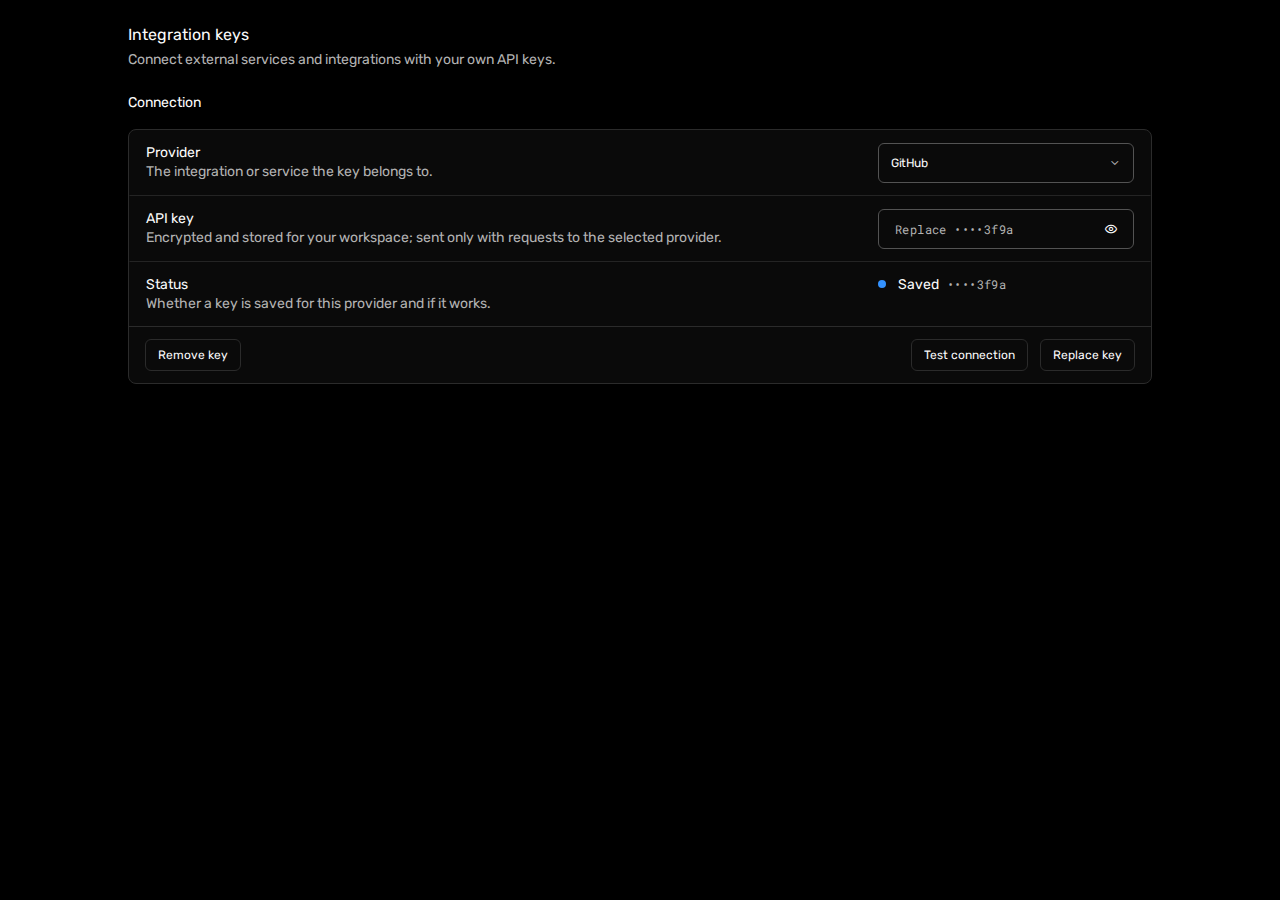 Integration keys
Connect external services and integrations with your own API keys.
Connection
Provider
The integration or service the key belongs to.
GitHub
API key
Encrypted and stored for your workspace; sent only with requests to the selected provider.
Replace ••••3f9a
Status
Whether a key is saved for this provider and if it works.
Saved ••••3f9a
Remove key
Test connection
Replace key